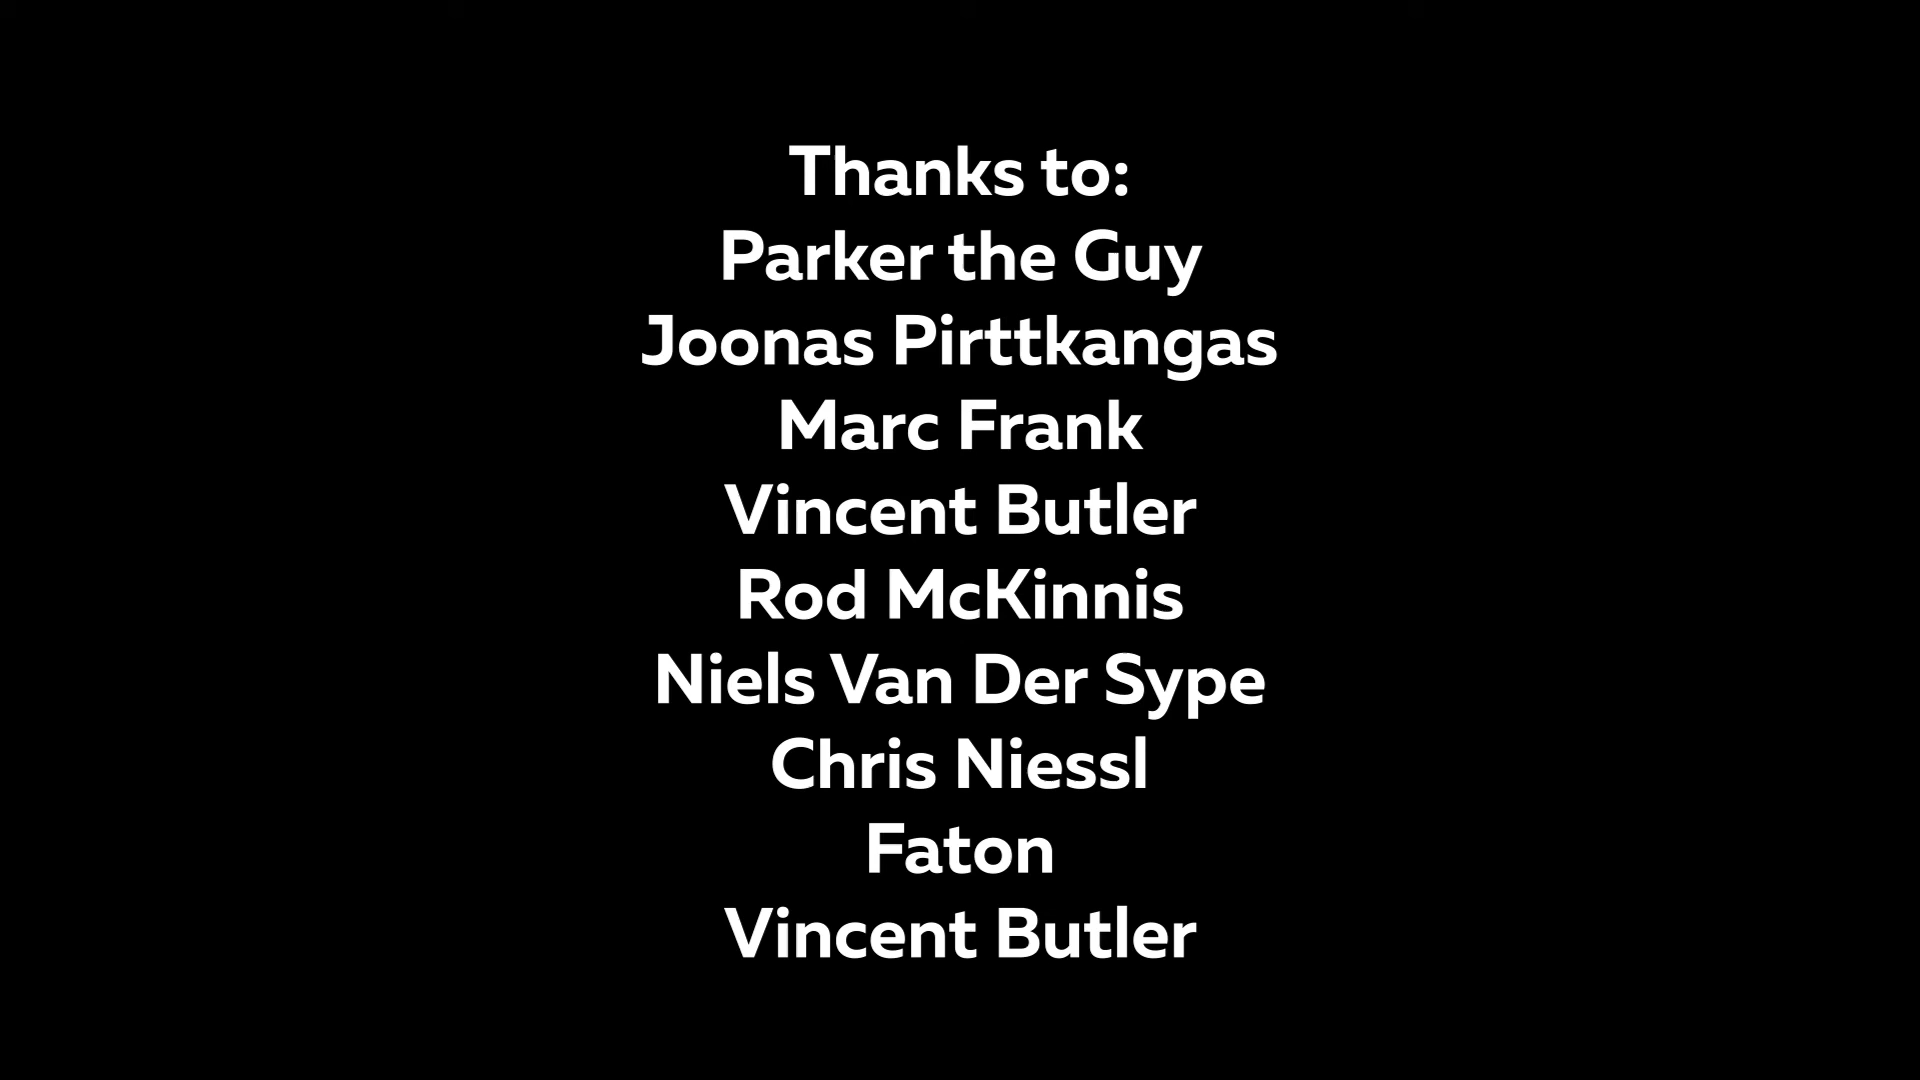 Thanks to:
Parker the Guy
Joonas Pirttkangas
Marc Frank
Vincent Butler
Rod McKinnis
Niels Van Der Sype
Chris Niessl
Faton
Vincent Butler